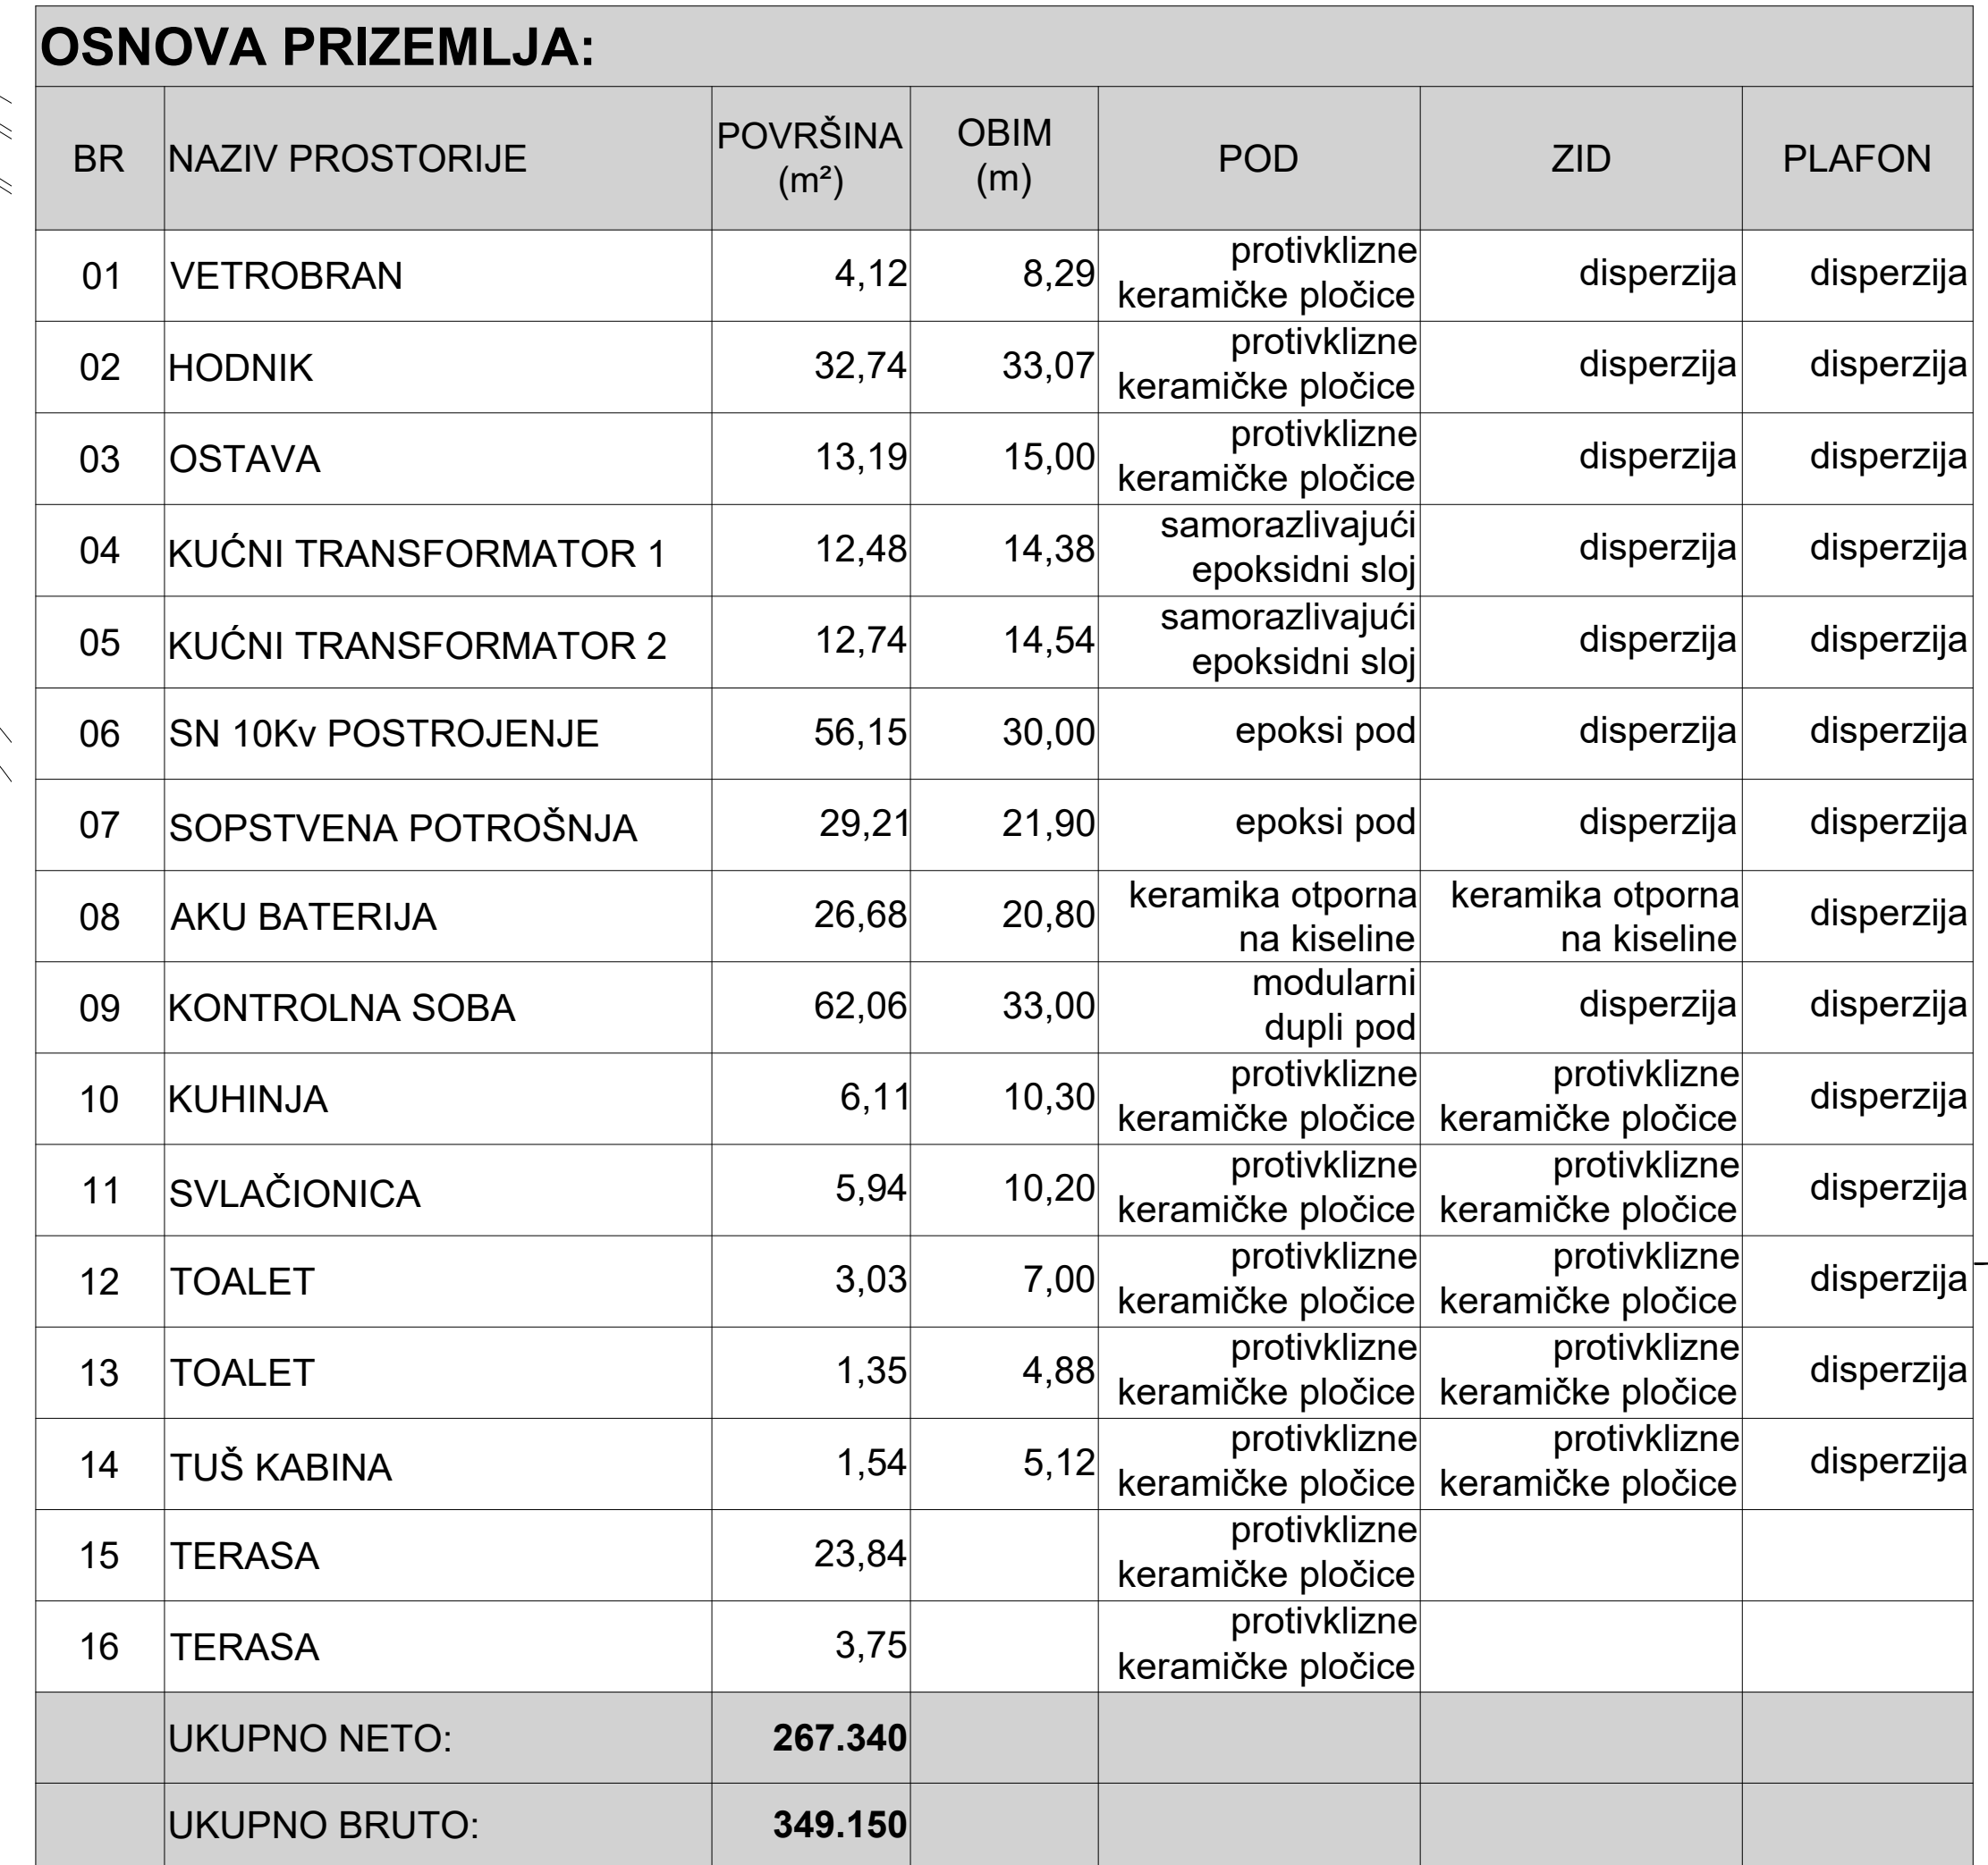 OSNOVA PRIZEMLJA:
BR NAZIV PROSTORIJE POVRŠINA (m²) OBIM (m) POD ZID PLAFON
01 VETROBRAN 4,12 8,29 protivklizne keramičke pločice disperzija disperzija
02 HODNIK 32,74 33,07 protivklizne keramičke pločice disperzija disperzija
03 OSTAVA 13,19 15,00 protivklizne keramičke pločice disperzija disperzija
04 KUĆNI TRANSFORMATOR 1 12,48 14,38 samorazlivajući epoksidni sloj disperzija disperzija
05 KUĆNI TRANSFORMATOR 2 12,74 14,54 samorazlivajući epoksidni sloj disperzija disperzija
06 SN 10Kv POSTROJENJE 56,15 30,00 epoksi pod disperzija disperzija
07 SOPSTVENA POTROŠNJA 29,21 21,90 epoksi pod disperzija disperzija
08 AKU BATERIJA 26,68 20,80 keramika otporna na kiseline keramika otporna na kiseline disperzija
09 KONTROLNA SOBA 62,06 33,00 modularni dupli pod disperzija disperzija
10 KUHINJA 6,11 10,30 protivklizne keramičke pločice protivklizne keramičke pločice disperzija
11 SVLAČIONICA 5,94 10,20 protivklizne keramičke pločice protivklizne keramičke pločice disperzija
12 TOALET 3,03 7,00 protivklizne keramičke pločice protivklizne keramičke pločice disperzija
13 TOALET 1,35 4,88 protivklizne keramičke pločice protivklizne keramičke pločice disperzija
14 TUŠ KABINA 1,54 5,12 protivklizne keramičke pločice protivklizne keramičke pločice disperzija
15 TERASA 23,84 protivklizne keramičke pločice
16 TERASA 3,75 protivklizne keramičke pločice
UKUPNO NETO: 267.340
UKUPNO BRUTO: 349.150